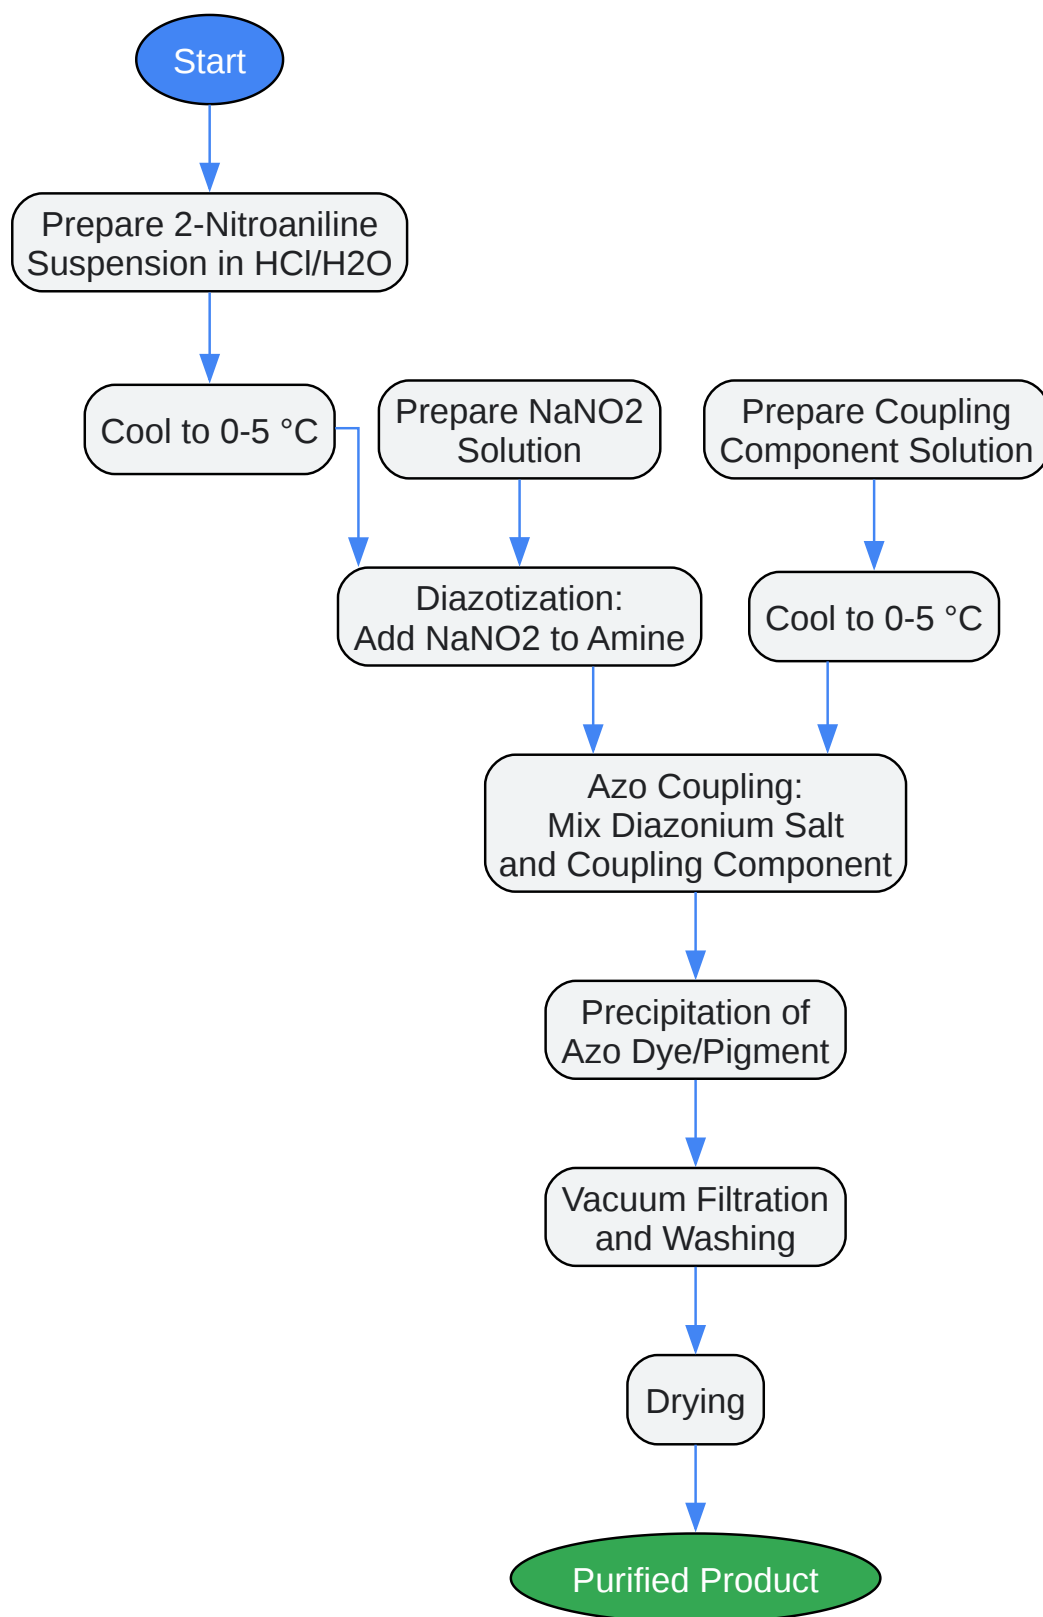 Start
Prepare 2-Nitroaniline
Suspension in HCl/H2O
Cool to 0-5 °C
Prepare NaNO2
Solution
Prepare Coupling
Component Solution
Diazotization:
Add NaNO2 to Amine
Cool to 0-5 °C
Azo Coupling:
Mix Diazonium Salt
and Coupling Component
Precipitation of
Azo Dye/Pigment
Vacuum Filtration
and Washing
Drying
Purified Product